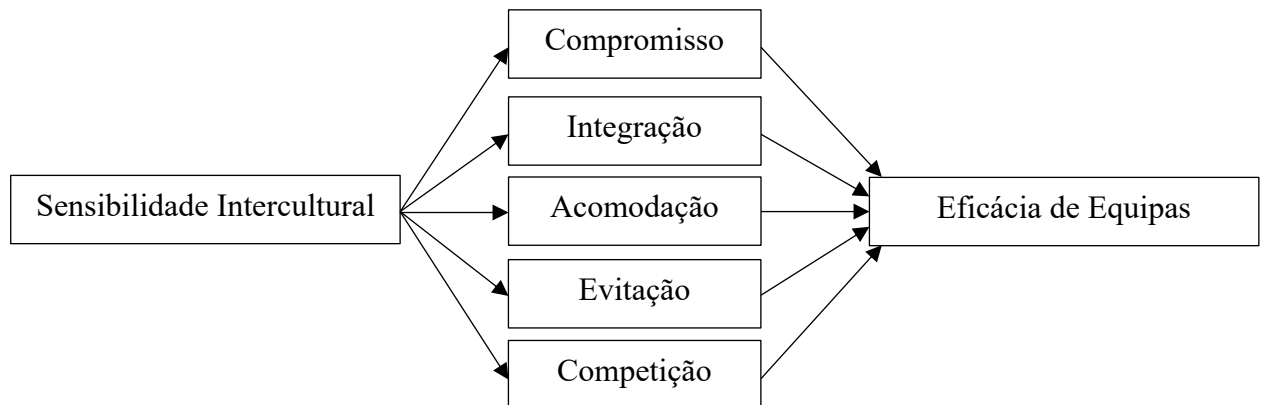 Compromisso
Integração
Sensibilidade Intercultural
Acomodação
Eficácia de Equipas
Evitação
Competição